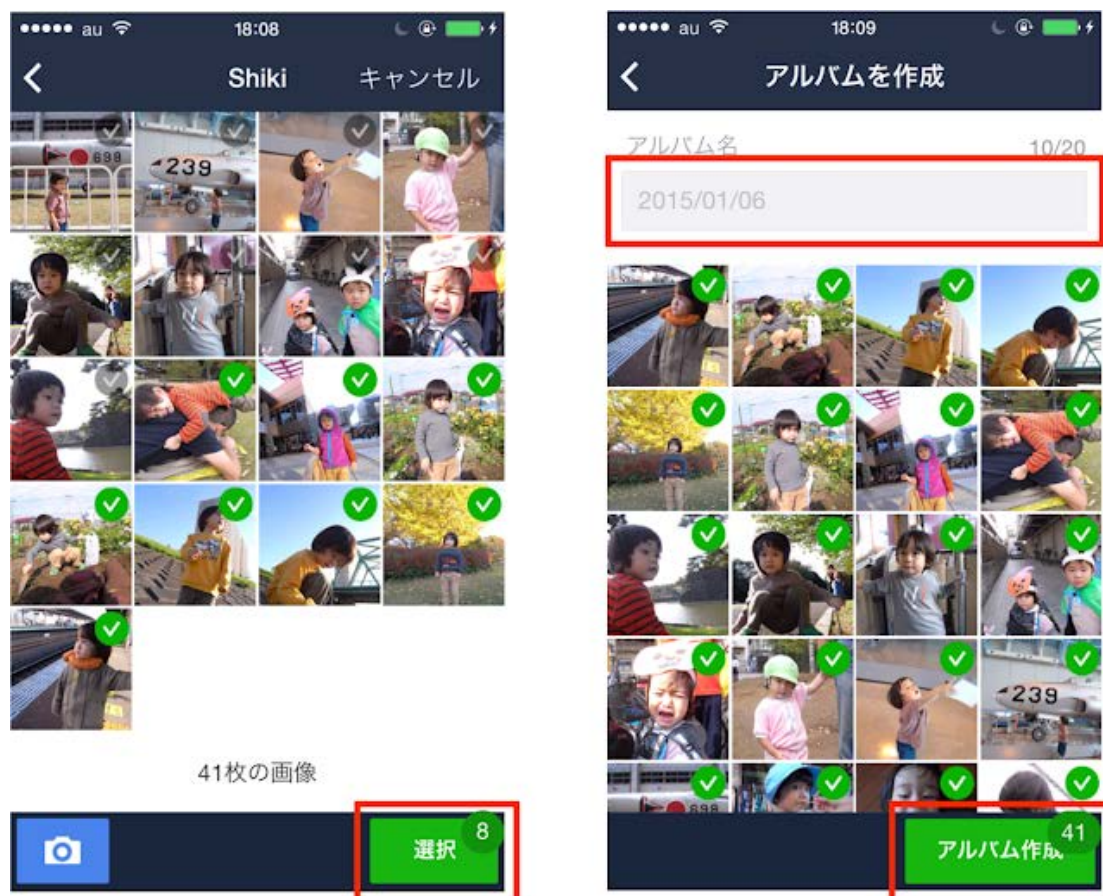 au 18:08
Shiki キャンセル
698
239
41枚の画像
選択 8
au 18:09
アルバムを作成
アルバム名 10/20
2015/01/06
239
698
アルバム作成 41